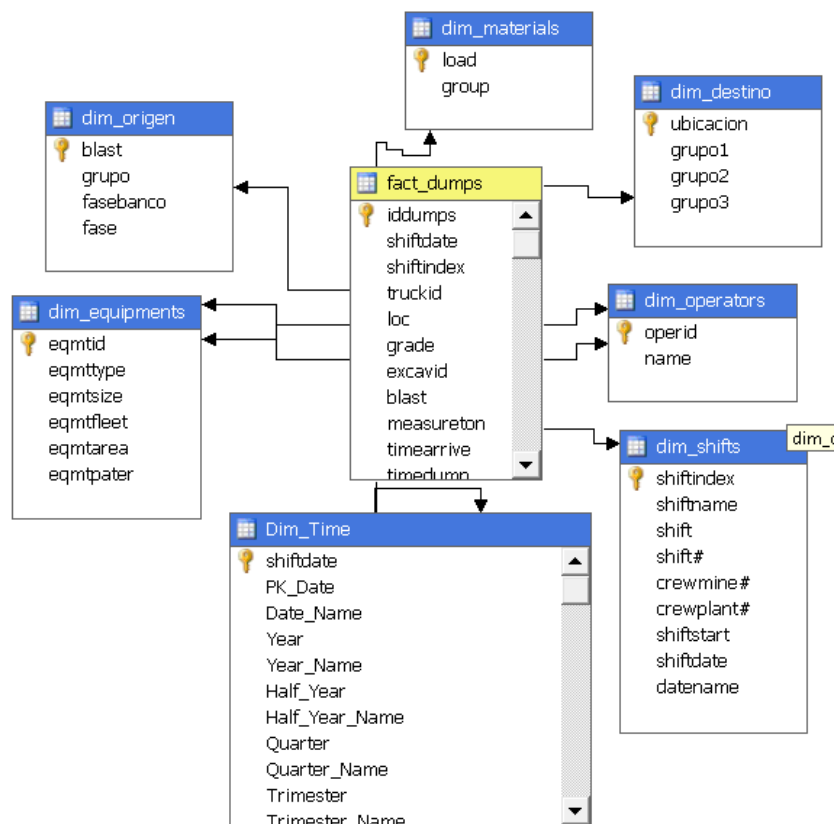 dim_materials
load
group
dim_destino
ubicacion
grupo1
grupo2
grupo3
dim_origen
blast
grupo
fasebanco
fase
fact_dumps
iddumps
shiftdate
shiftindex
truckid
loc
grade
excavid
blast
measureton
timearrive
timedump
dim_equipments
eqmtid
eqmttype
eqmtsize
eqmtfleet
eqmtarea
eqmtpater
dim_operators
operid
name
dim_shifts
shiftindex
shiftname
shift
shift#
crewmine#
crewplant#
shiftstart
shiftdate
datename
Dim_Time
shiftdate
PK_Date
Date_Name
Year
Year_Name
Half_Year
Half_Year_Name
Quarter
Quarter_Name
Trimester
Trimester_Name